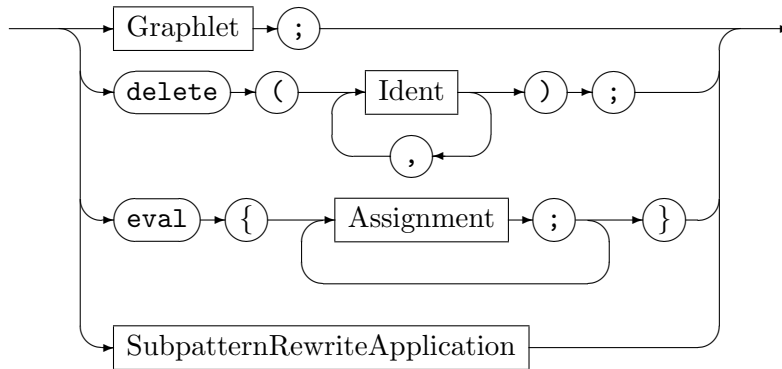 Graphlet ;
delete ( Ident ) ;
,
eval { Assignment ; }
SubpatternRewriteApplication